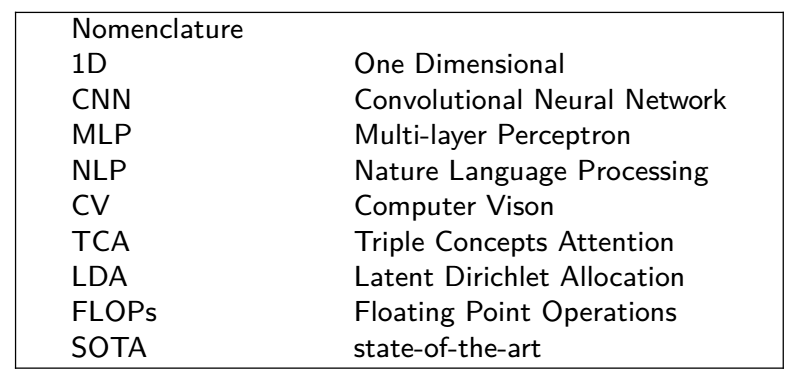 Nomenclature
1D One Dimensional
CNN Convolutional Neural Network
MLP Multi-layer Perceptron
NLP Nature Language Processing
CV Computer Vison
TCA Triple Concepts Attention
LDA Latent Dirichlet Allocation
FLOPs Floating Point Operations
SOTA state-of-the-art